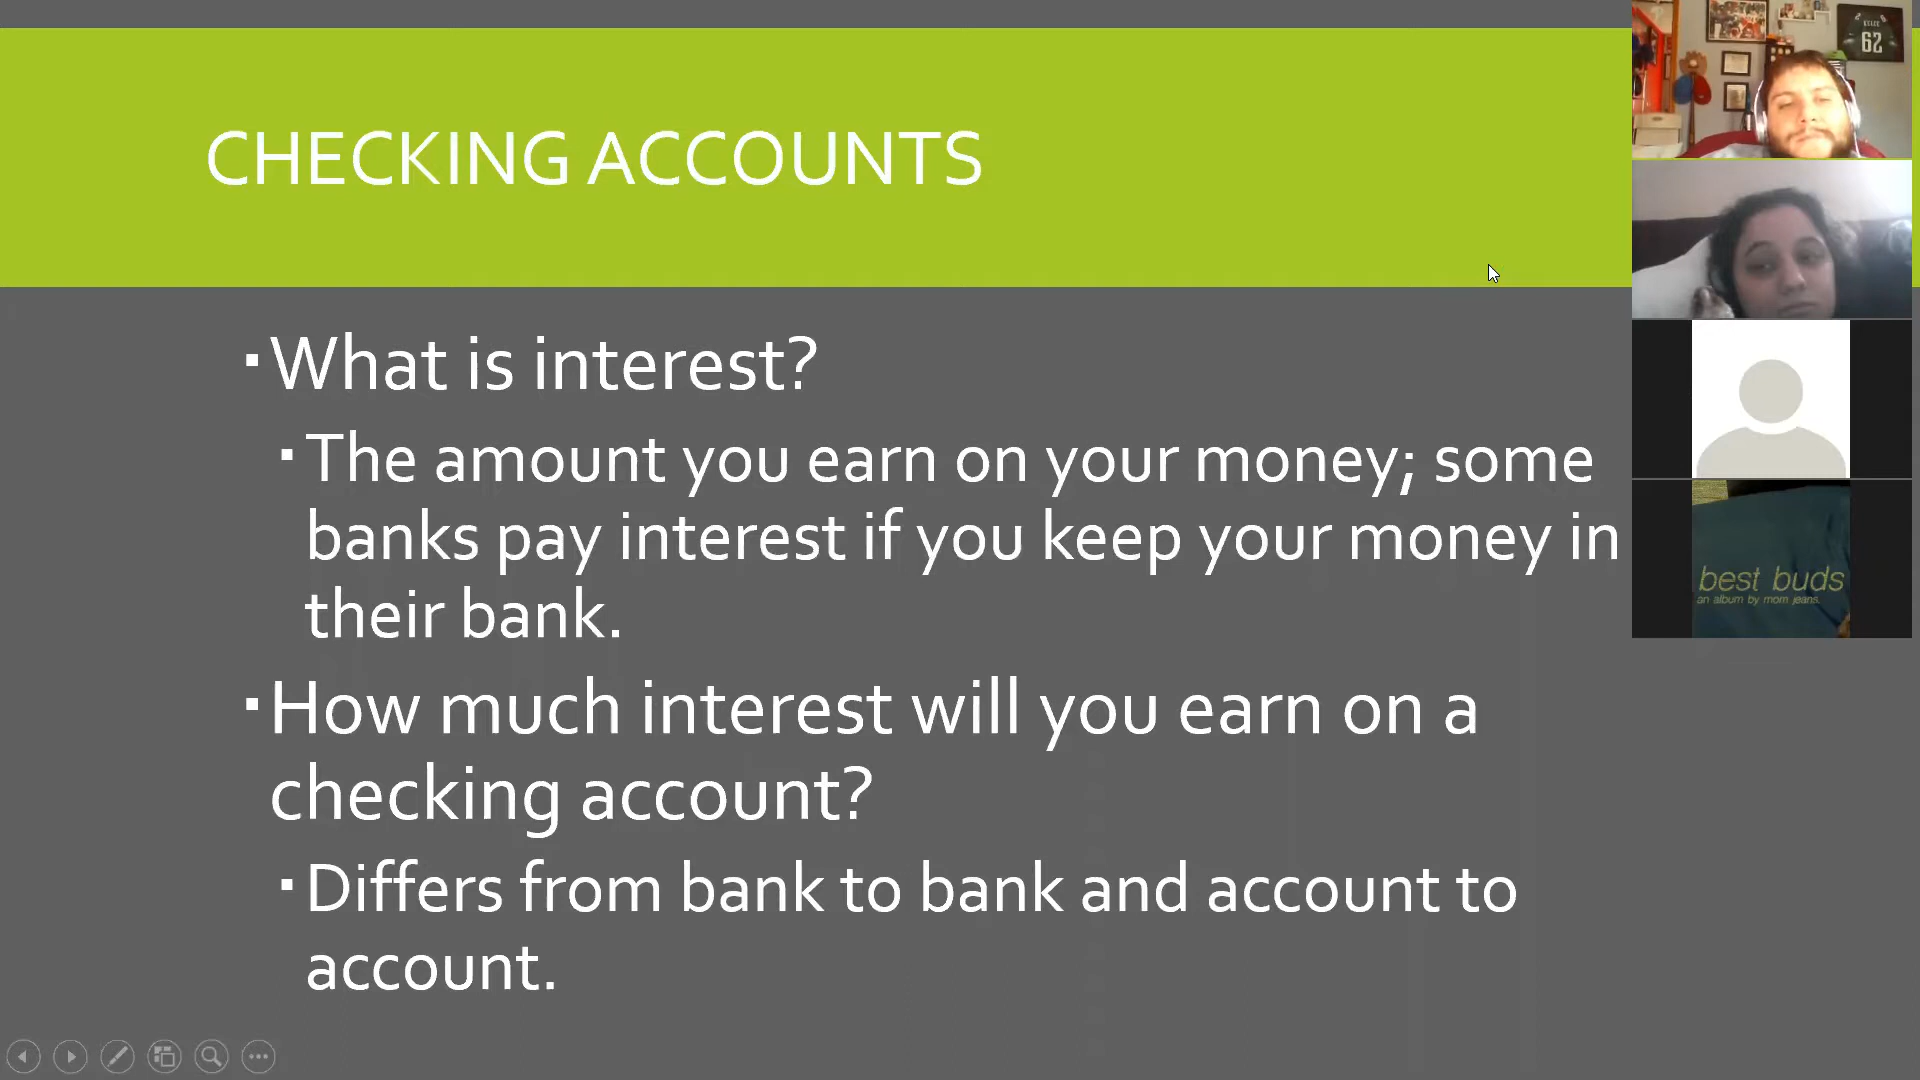 CHECKING ACCOUNTS
▪What is interest?
▪The amount you earn on your money; some
banks pay interest if you keep your money in
their bank.
▪How much interest will you earn on a
checking account?
▪Differs from bank to bank and account to
account.
KELCE
62
best buds
an album by mom jeans.